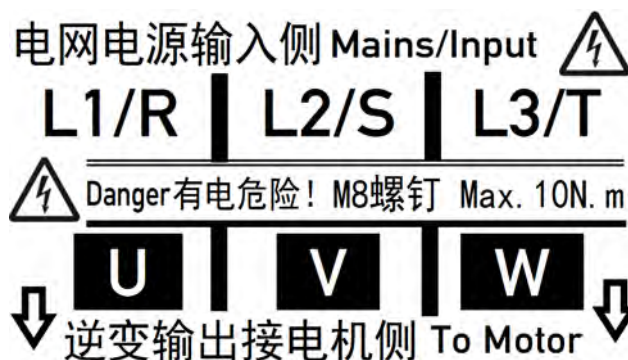 电网电源输入侧 Mains/Input
L1/R L2/S L3/T
Danger有电危险！M8螺钉 Max. 10N. m
U V W
逆变输出接电机侧 To Motor